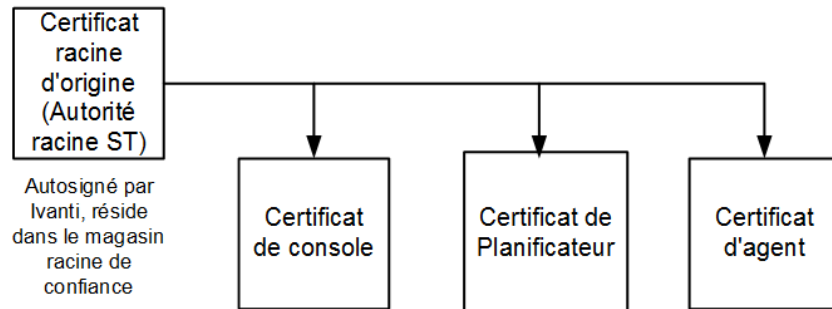 Certificat
racine
d'origine
(Autorité
racine ST)
Autosigné par
Ivanti, réside
dans le magasin
racine de
confiance
Certificat
de console
Certificat de
Planificateur
Certificat
d'agent